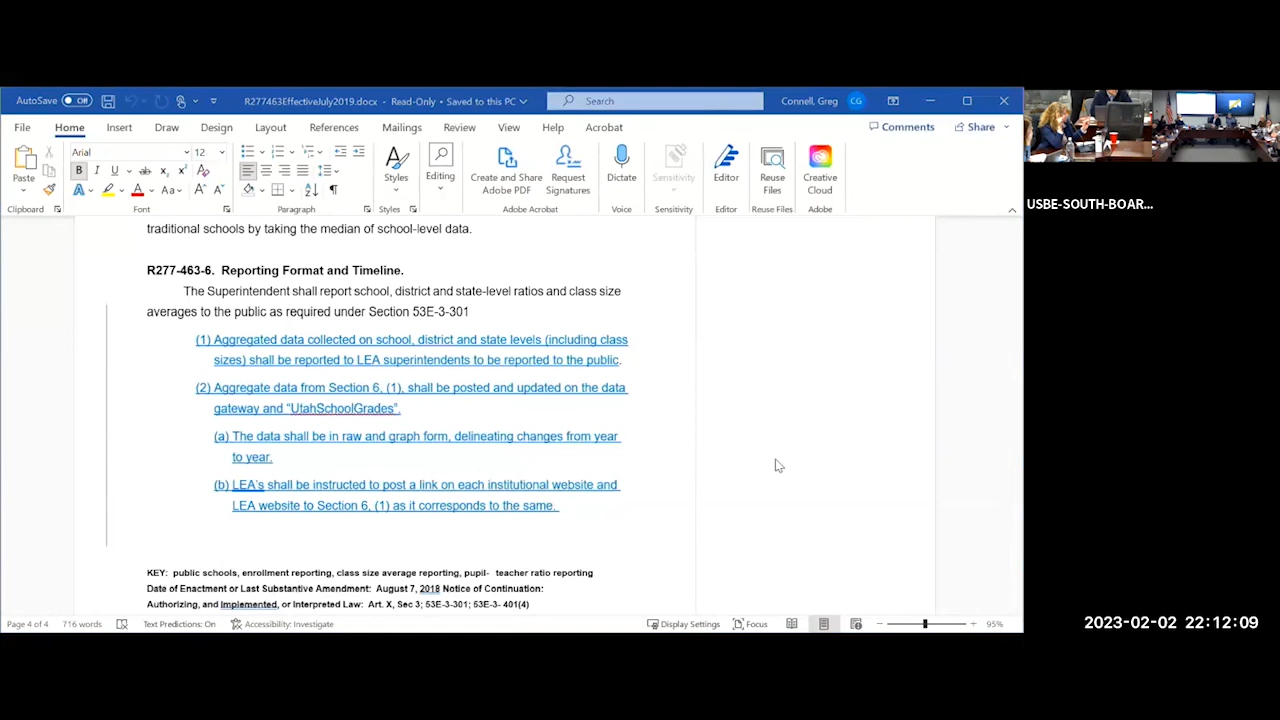 AutoSave Off R277463EffectiveJuly2019.docx - Read-Only • Saved to this PC Search Connell, Greg CG
File Home Insert Draw Design Layout References Mailings Review View Help Acrobat Comments Share
Arial 12
Paste Styles Editing Create and Share Adobe PDF Request Signatures Dictate Sensitivity Editor Reuse Files Creative Cloud
Clipboard Font Paragraph Styles Adobe Acrobat Voice Sensitivity Editor Reuse Files Adobe
USBE-SOUTH-BOAR...
traditional schools by taking the median of school-level data.
R277-463-6. Reporting Format and Timeline.
The Superintendent shall report school, district and state-level ratios and class size
averages to the public as required under Section 53E-3-301
(1) Aggregated data collected on school, district and state levels (including class
sizes) shall be reported to LEA superintendents to be reported to the public.
(2) Aggregate data from Section 6, (1), shall be posted and updated on the data
gateway and “UtahSchoolGrades”.
(a) The data shall be in raw and graph form, delineating changes from year
to year.
(b) LEA’s shall be instructed to post a link on each institutional website and
LEA website to Section 6, (1) as it corresponds to the same.
KEY: public schools, enrollment reporting, class size average reporting, pupil- teacher ratio reporting
Date of Enactment or Last Substantive Amendment: August 7, 2018 Notice of Continuation:
Authorizing, and Implemented, or Interpreted Law: Art. X, Sec 3; 53E-3-301; 53E-3- 401(4)
Page 4 of 4 716 words Text Predictions: On Accessibility: Investigate Display Settings Focus 95%
2023-02-02 22:12:09